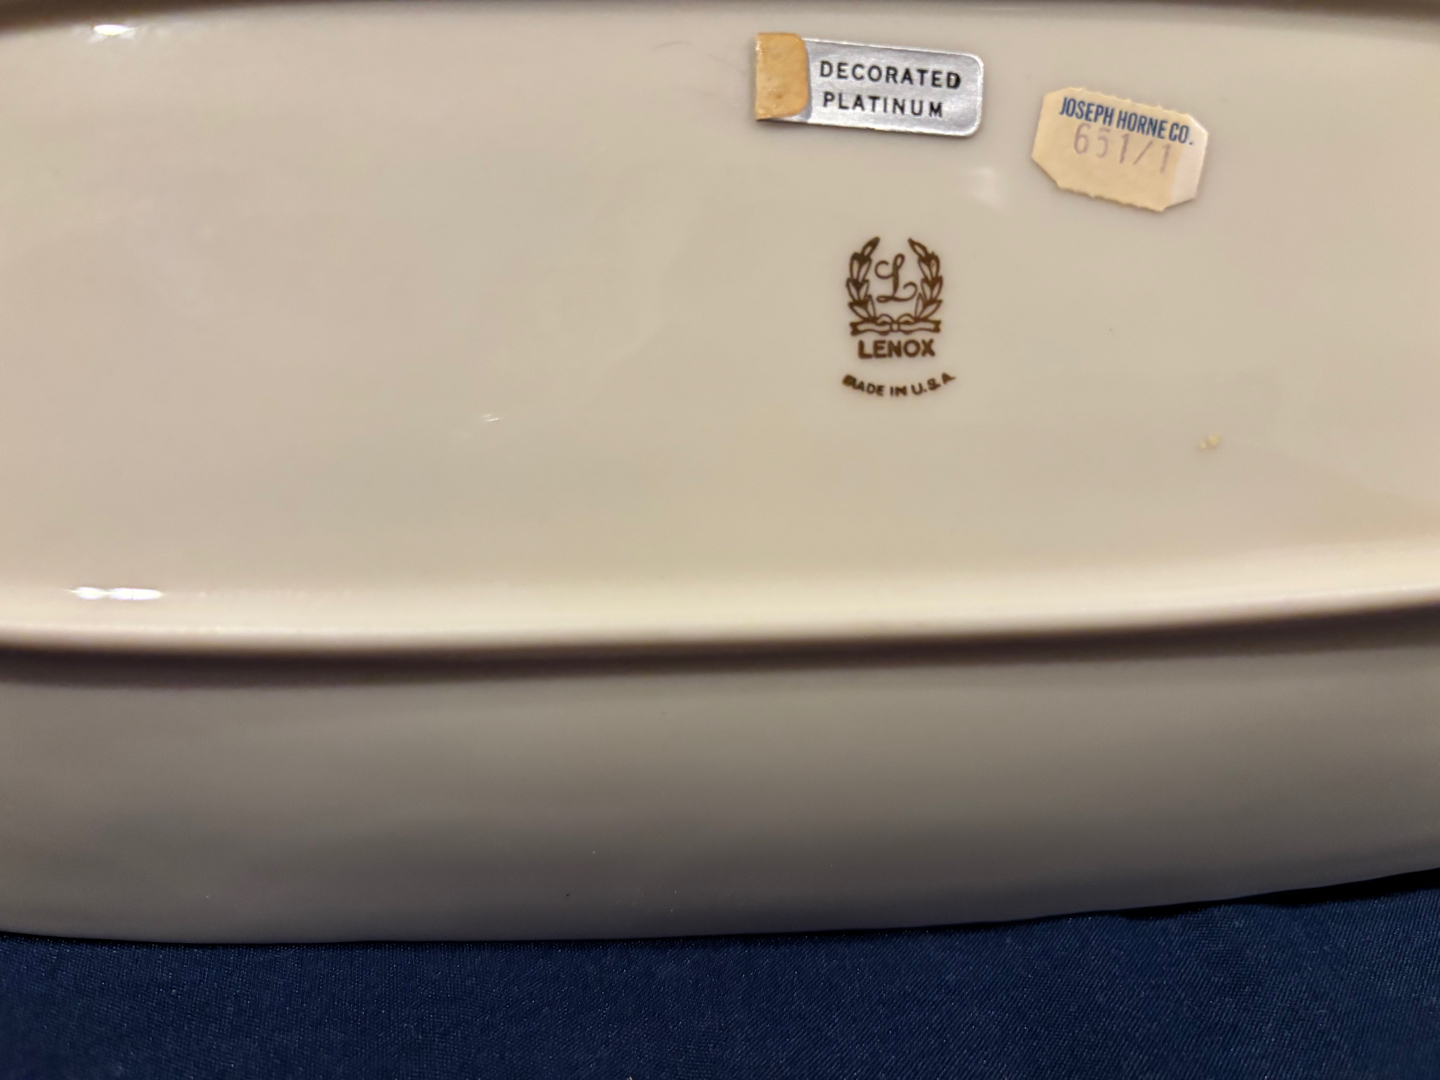 DECORATED
PLATINUM
JOSEPH HORNE CO.
651/1
L
LENOX
MADE IN U.S.A.